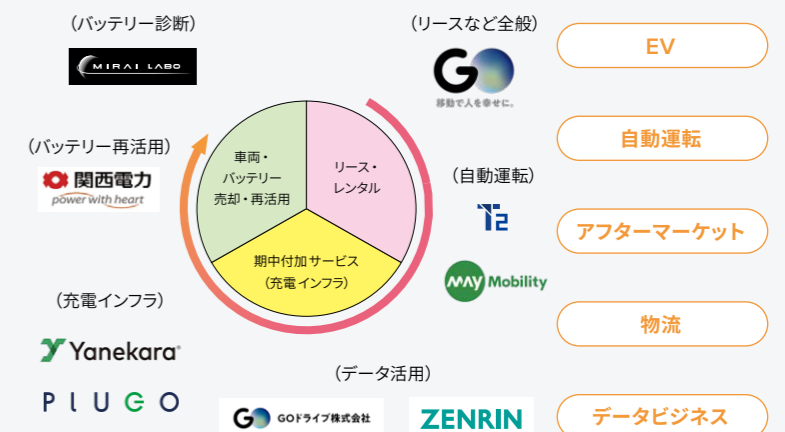 （バッテリー診断）
MIRAI LABO
（リースなど全般）
GO
移動で人を幸せに。
（バッテリー再活用）
関西電力
power with heart
車両・
バッテリー
売却・再活用
リース・
レンタル
期中付加サービス
（充電インフラ）
（自動運転）
T2
MAY Mobility
（充電インフラ）
Yanekara
PLUGO
（データ活用）
GO GOドライブ株式会社
ZENRIN
EV
自動運転
アフターマーケット
物流
データビジネス